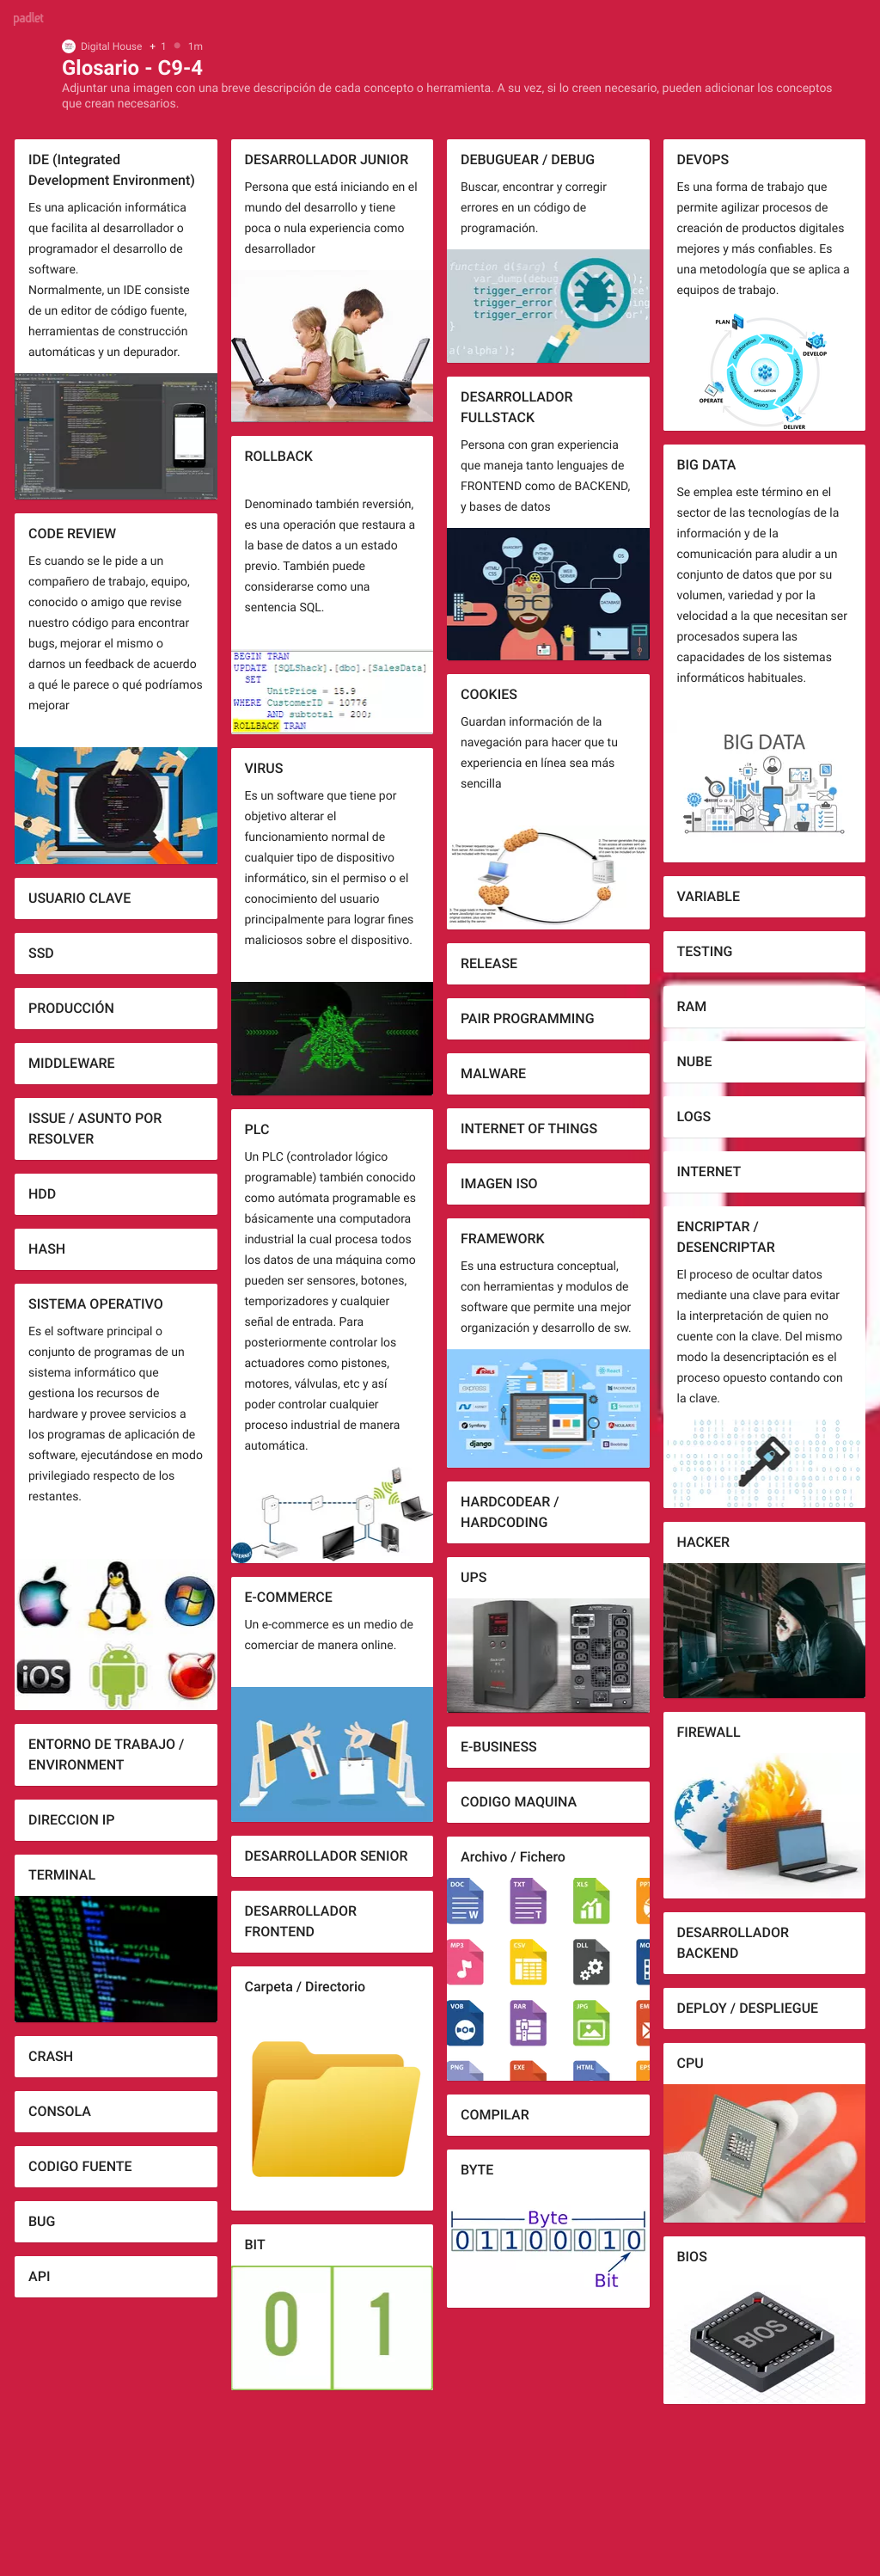 padlet
Digital House + 1 1m
Glosario - C9-4
Adjuntar una imagen con una breve descripción de cada concepto o herramienta. A su vez, si lo creen necesario, pueden adicionar los conceptos
que crean necesarios.
IDE (Integrated
Development Environment)
Es una aplicación informática
que facilita al desarrollador o
programador el desarrollo de
software.
Normalmente, un IDE consiste
de un editor de código fuente,
herramientas de construcción
automáticas y un depurador.
CODE REVIEW
Es cuando se le pide a un
compañero de trabajo, equipo,
conocido o amigo que revise
nuestro código para encontrar
bugs, mejorar el mismo o
darnos un feedback de acuerdo
a qué le parece o qué podríamos
mejorar
USUARIO CLAVE
SSD
PRODUCCIÓN
MIDDLEWARE
ISSUE / ASUNTO POR
RESOLVER
HDD
HASH
SISTEMA OPERATIVO
Es el software principal o
conjunto de programas de un
sistema informático que
gestiona los recursos de
hardware y provee servicios a
los programas de aplicación de
software, ejecutándose en modo
privilegiado respecto de los
restantes.
iOS
ENTORNO DE TRABAJO /
ENVIRONMENT
DIRECCION IP
TERMINAL
CRASH
CONSOLA
CODIGO FUENTE
BUG
API
DESARROLLADOR JUNIOR
Persona que está iniciando en el
mundo del desarrollo y tiene
poca o nula experiencia como
desarrollador
ROLLBACK
Denominado también reversión,
es una operación que restaura a
la base de datos a un estado
previo. También puede
considerarse como una
sentencia SQL.
BEGIN TRAN
UPDATE [SQLShack].[dbo].[SalesData]
SET
UnitPrice = 15.9
WHERE CustomerID = 10776
AND subtotal = 200;
ROLLBACK TRAN
VIRUS
Es un software que tiene por
objetivo alterar el
funcionamiento normal de
cualquier tipo de dispositivo
informático, sin el permiso o el
conocimiento del usuario
principalmente para lograr fines
maliciosos sobre el dispositivo.
PLC
Un PLC (controlador lógico
programable) también conocido
como autómata programable es
básicamente una computadora
industrial la cual procesa todos
los datos de una máquina como
pueden ser sensores, botones,
temporizadores y cualquier
señal de entrada. Para
posteriormente controlar los
actuadores como pistones,
motores, válvulas, etc y así
poder controlar cualquier
proceso industrial de manera
automática.
INTERNET
E-COMMERCE
Un e-commerce es un medio de
comerciar de manera online.
DESARROLLADOR SENIOR
DESARROLLADOR
FRONTEND
Carpeta / Directorio
BIT
0 1
DEBUGUEAR / DEBUG
Buscar, encontrar y corregir
errores en un código de
programación.
function d($arg) {
var_dump(debug
trigger_error
trigger_error
trigger_error
}
a('alpha');
DESARROLLADOR
FULLSTACK
Persona con gran experiencia
que maneja tanto lenguajes de
FRONTEND como de BACKEND,
y bases de datos
JAVASCRIPT
PHP
PYTHON
RUBY
OS
HTML/
CSS
WEB
SERVER
DATABASE
COOKIES
Guardan información de la
navegación para hacer que tu
experiencia en línea sea más
sencilla
RELEASE
PAIR PROGRAMMING
MALWARE
INTERNET OF THINGS
IMAGEN ISO
FRAMEWORK
Es una estructura conceptual,
con herramientas y modulos de
software que permite una mejor
organización y desarrollo de sw.
RAILS
Symfony
django
Bootstrap
HARDCODEAR /
HARDCODING
UPS
E-BUSINESS
CODIGO MAQUINA
Archivo / Fichero
DOC TXT XLS PP
W T
MP3 CSV DLL MO
VOB RAR JPG EM
PNG EXE HTML EP
COMPILAR
BYTE
Byte
0 1 1 0 0 0 1 0
Bit
DEVOPS
Es una forma de trabajo que
permite agilizar procesos de
creación de productos digitales
mejores y más confiables. Es
una metodología que se aplica a
equipos de trabajo.
PLAN
DEVELOP
APPLICATION
OPERATE
DELIVER
BIG DATA
Se emplea este término en el
sector de las tecnologías de la
información y de la
comunicación para aludir a un
conjunto de datos que por su
volumen, variedad y por la
velocidad a la que necesitan ser
procesados supera las
capacidades de los sistemas
informáticos habituales.
BIG DATA
VARIABLE
TESTING
RAM
NUBE
LOGS
INTERNET
ENCRIPTAR /
DESENCRIPTAR
El proceso de ocultar datos
mediante una clave para evitar
la interpretación de quien no
cuente con la clave. Del mismo
modo la desencriptación es el
proceso opuesto contando con
la clave.
HACKER
FIREWALL
DESARROLLADOR
BACKEND
DEPLOY / DESPLIEGUE
CPU
BIOS
BIOS